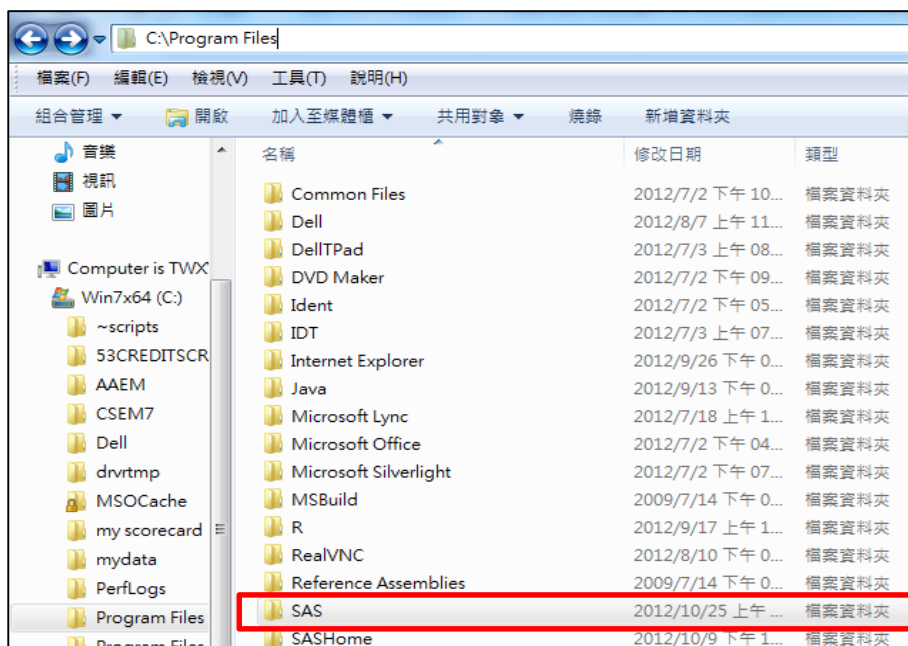 C:\Program Files
檔案(F) 編輯(E) 檢視(V) 工具(T) 說明(H)
組合管理 開啟 加入至媒體櫃 共用對象 燒錄 新增資料夾
音樂
視訊
圖片
Computer is TWX
Win7x64 (C:)
~scripts
53CREDITSCR
AAEM
CSEM7
Dell
drvrtmp
MSOCache
my scorecard
mydata
PerfLogs
Program Files
Program Files
名稱 修改日期 類型
Common Files 2012/7/2 下午 10... 檔案資料夾
Dell 2012/8/7 上午 11... 檔案資料夾
DellTPad 2012/7/3 上午 08... 檔案資料夾
DVD Maker 2012/7/2 下午 09... 檔案資料夾
Ident 2012/7/2 下午 05... 檔案資料夾
IDT 2012/7/3 上午 07... 檔案資料夾
Internet Explorer 2012/9/26 下午 0... 檔案資料夾
Java 2012/9/13 下午 0... 檔案資料夾
Microsoft Lync 2012/7/18 上午 1... 檔案資料夾
Microsoft Office 2012/7/2 下午 04... 檔案資料夾
Microsoft Silverlight 2012/7/2 下午 07... 檔案資料夾
MSBuild 2009/7/14 下午 0... 檔案資料夾
R 2012/9/17 上午 1... 檔案資料夾
RealVNC 2012/8/10 下午 0... 檔案資料夾
Reference Assemblies 2009/7/14 下午 0... 檔案資料夾
SAS 2012/10/25 上午 ... 檔案資料夾
SASHome 2012/10/9 下午 1... 檔案資料夾